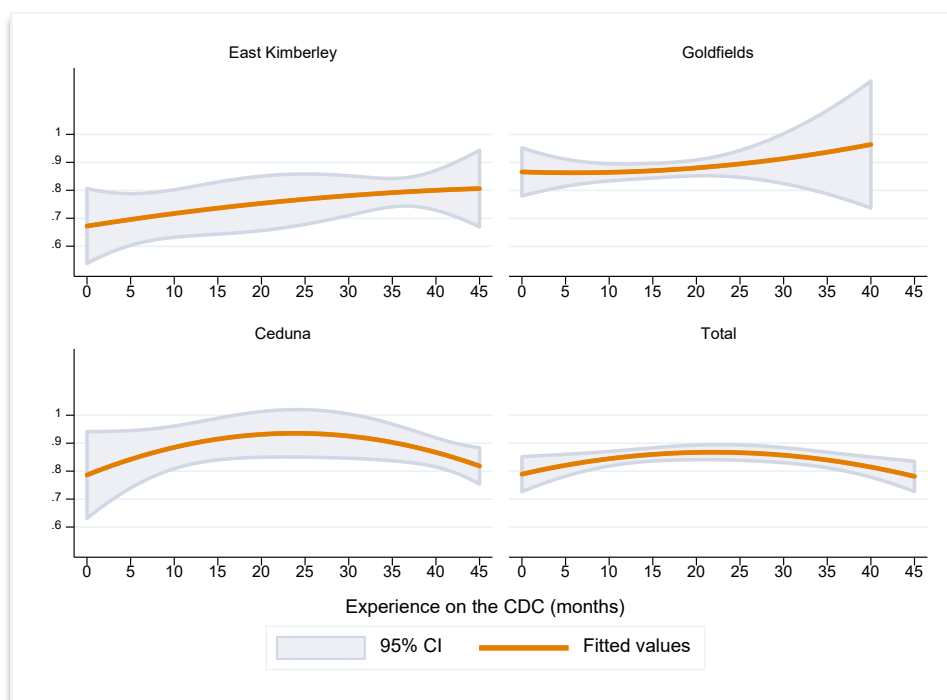 East Kimberley
Goldfields
1
.9
.8
.7
.6
0 5 10 15 20 25 30 35 40 45
0 5 10 15 20 25 30 35 40 45
Ceduna
Total
1
.9
.8
.7
.6
0 5 10 15 20 25 30 35 40 45
0 5 10 15 20 25 30 35 40 45
Experience on the CDC (months)
95% CI
Fitted values